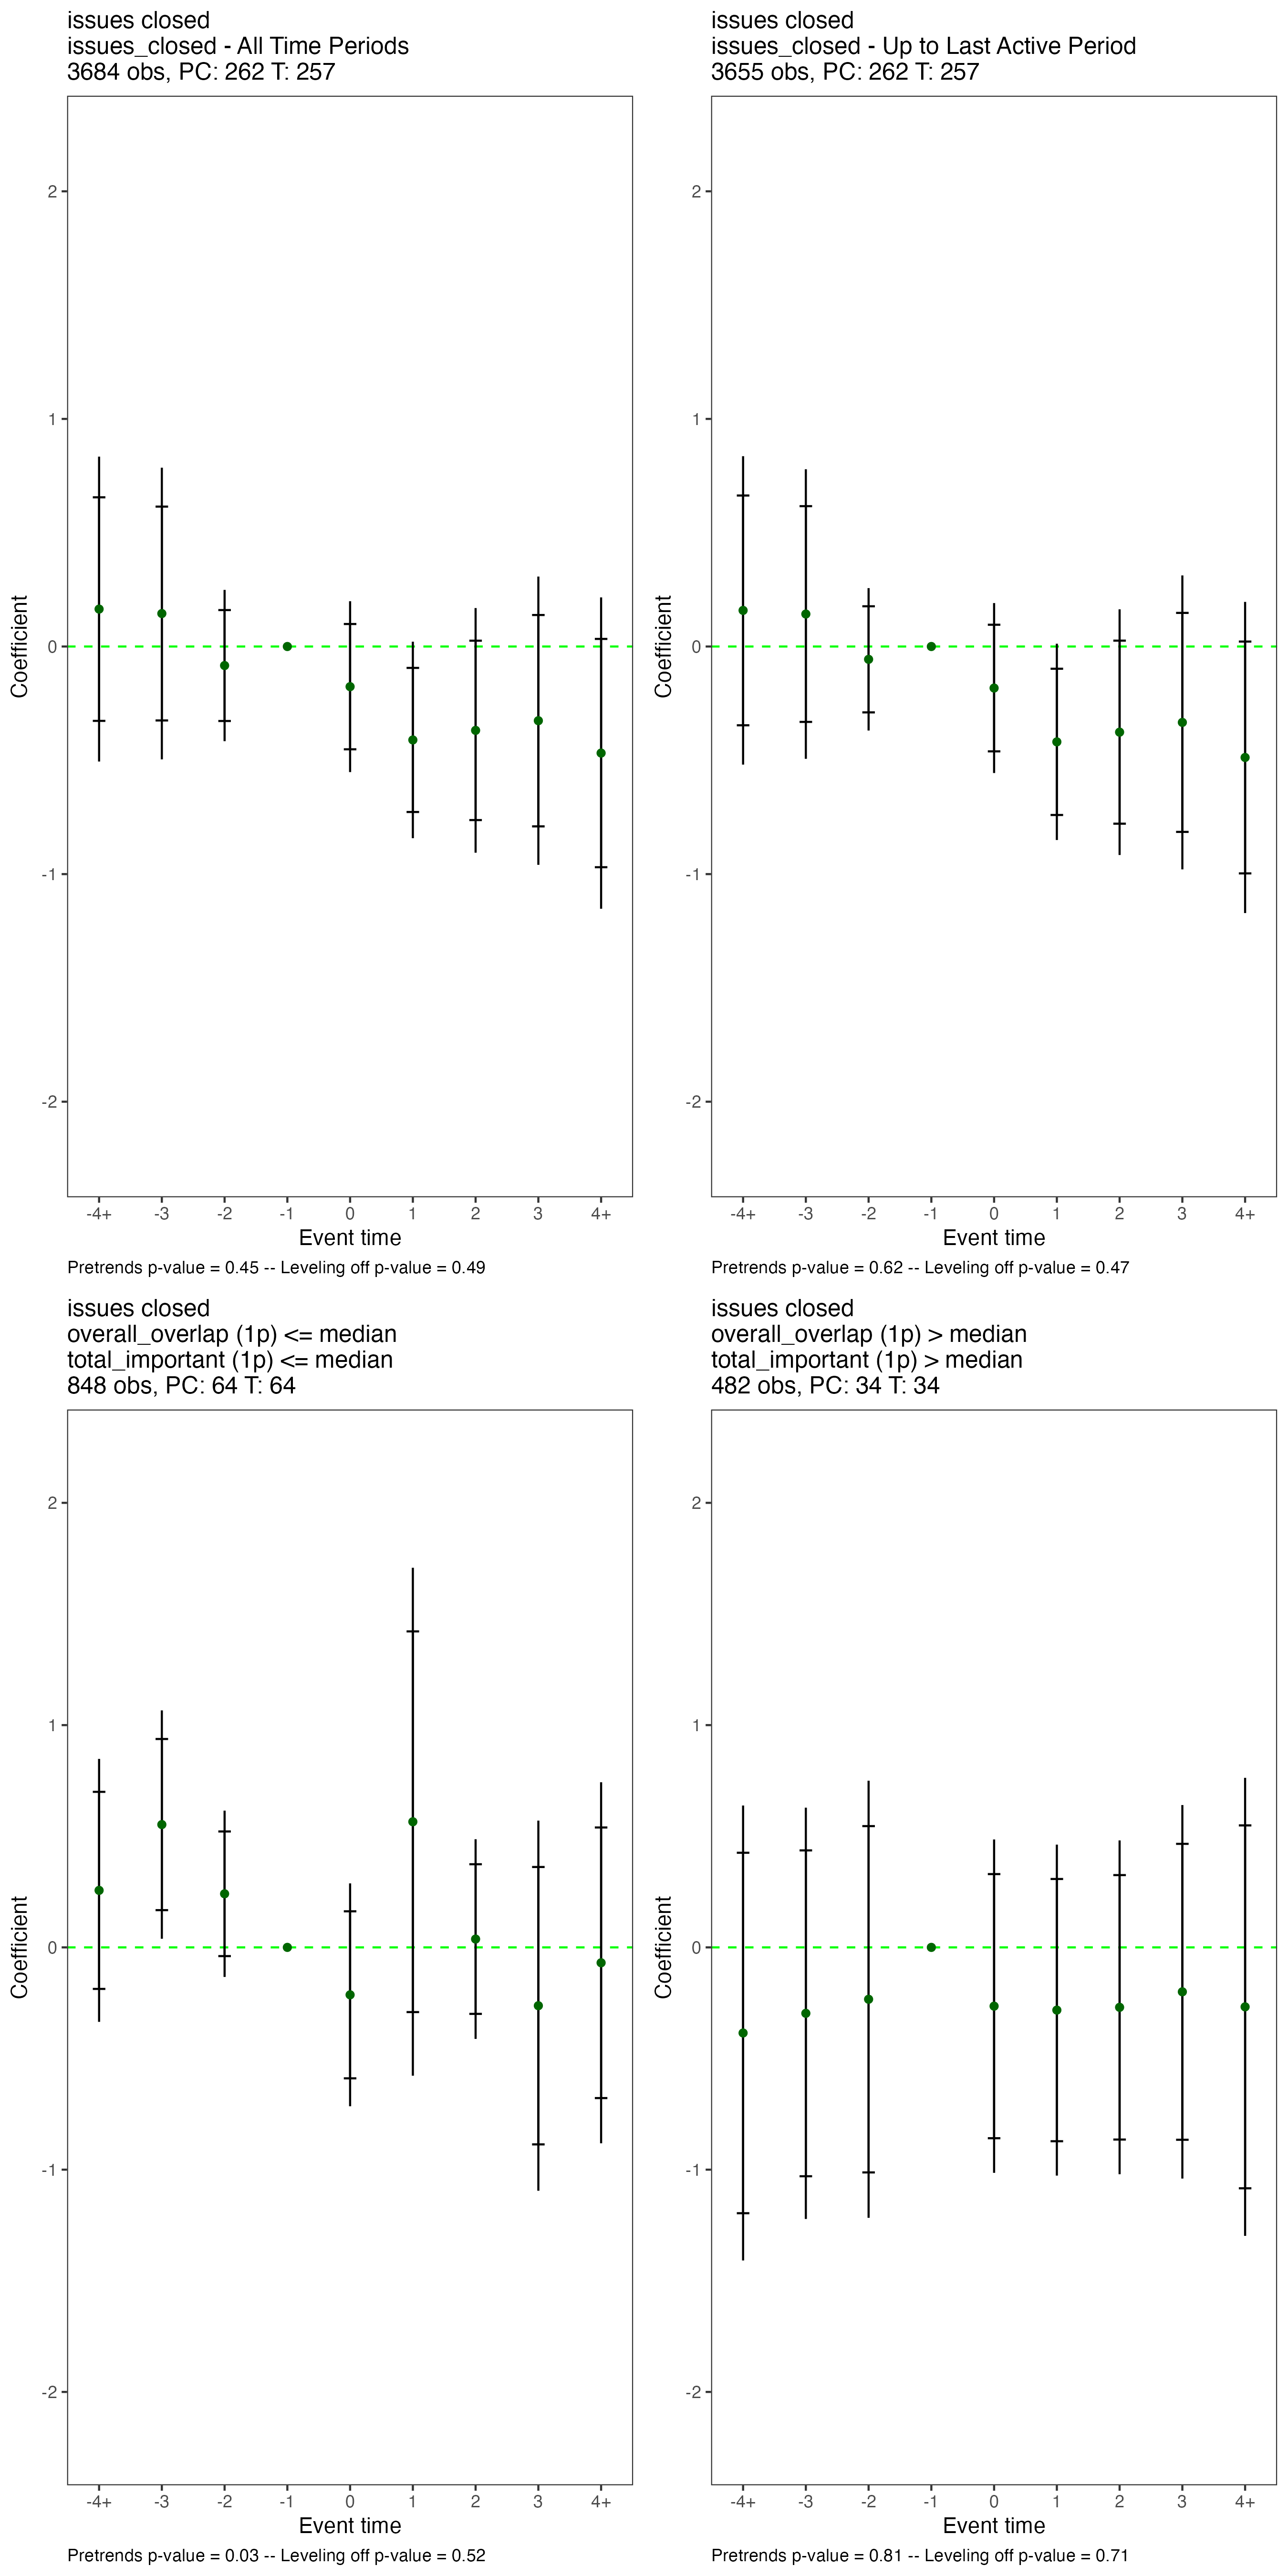 issues closed
issues_closed - All Time Periods
3684 obs, PC: 262 T: 257
2
1
0
-1
-2
Coefficient
-4+ -3 -2 -1 0 1 2 3 4+
Event time
Pretrends p-value = 0.45 -- Leveling off p-value = 0.49
issues closed
issues_closed - Up to Last Active Period
3655 obs, PC: 262 T: 257
2
1
0
-1
-2
Coefficient
-4+ -3 -2 -1 0 1 2 3 4+
Event time
Pretrends p-value = 0.62 -- Leveling off p-value = 0.47
issues closed
overall_overlap (1p) <= median
total_important (1p) <= median
848 obs, PC: 64 T: 64
2
1
0
-1
-2
Coefficient
-4+ -3 -2 -1 0 1 2 3 4+
Event time
Pretrends p-value = 0.03 -- Leveling off p-value = 0.52
issues closed
overall_overlap (1p) > median
total_important (1p) > median
482 obs, PC: 34 T: 34
2
1
0
-1
-2
Coefficient
-4+ -3 -2 -1 0 1 2 3 4+
Event time
Pretrends p-value = 0.81 -- Leveling off p-value = 0.71